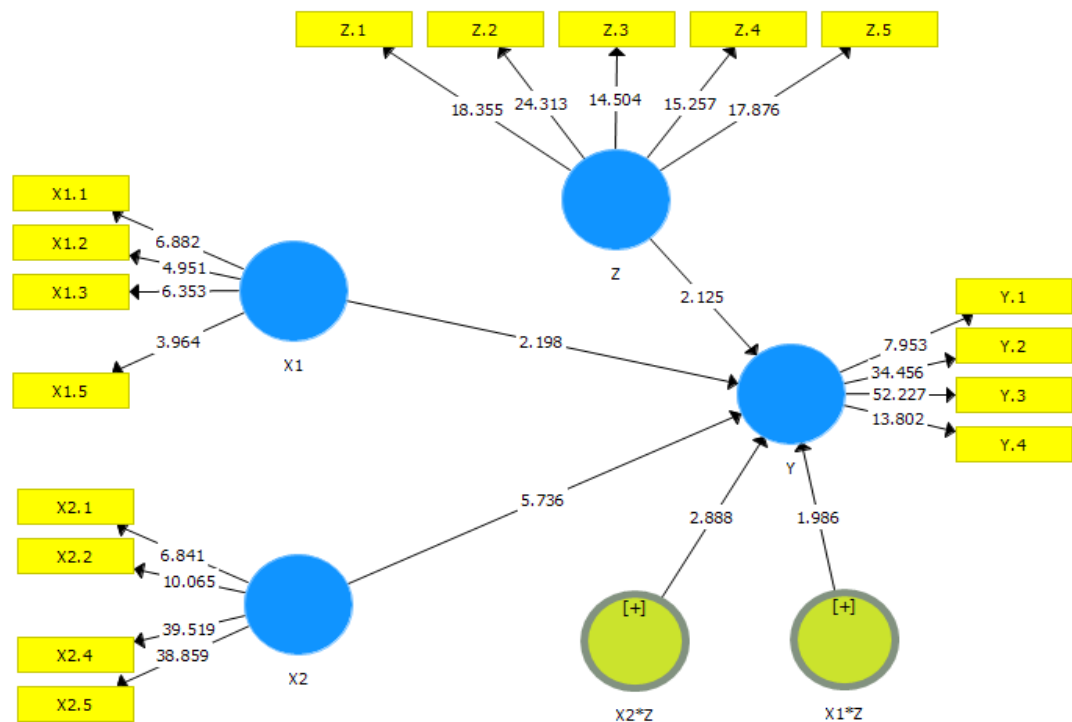 Z.1
Z.2
Z.3
Z.4
Z.5
18.355
24.313
14.504
15.257
17.876
Z
X1.1
X1.2
X1.3
X1.5
6.882
4.951
6.353
3.964
X1
2.198
2.125
Y.1
Y.2
Y.3
Y.4
7.953
34.456
52.227
13.802
Y
X2.1
X2.2
X2.4
X2.5
6.841
10.065
39.519
38.859
X2
5.736
2.888
1.986
[+]
[+]
X2*Z
X1*Z